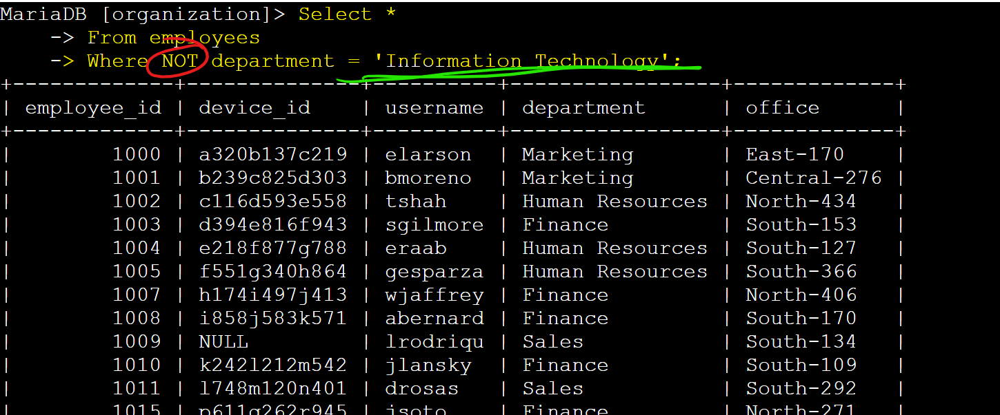 MariaDB [organization]> Select *
    -> From employees
    -> Where NOT department = 'Information Technology';
+-------------+--------------+----------+-----------------+-------------+
| employee_id | device_id    | username | department      | office      |
+-------------+--------------+----------+-----------------+-------------+
|        1000 | a320b137c219 | elarson  | Marketing       | East-170    |
|        1001 | b239c825d303 | bmoreno  | Marketing       | Central-276 |
|        1002 | c116d593e558 | tshah    | Human Resources | North-434   |
|        1003 | d394e816f943 | sgilmore | Finance         | South-153   |
|        1004 | e218f877g788 | eraab    | Human Resources | South-127   |
|        1005 | f551g340h864 | gesparza | Human Resources | South-366   |
|        1007 | h174i497j413 | wjaffrey | Finance         | North-406   |
|        1008 | i858j583k571 | abernard | Finance         | South-170   |
|        1009 | NULL         | lrodriqu | Sales           | South-134   |
|        1010 | k242l212m542 | jlansky  | Finance         | South-109   |
|        1011 | l748m120n401 | drosas   | Sales           | South-292   |
|        1015 | p611q262r945 | jsoto    | Finance         | North-271   |